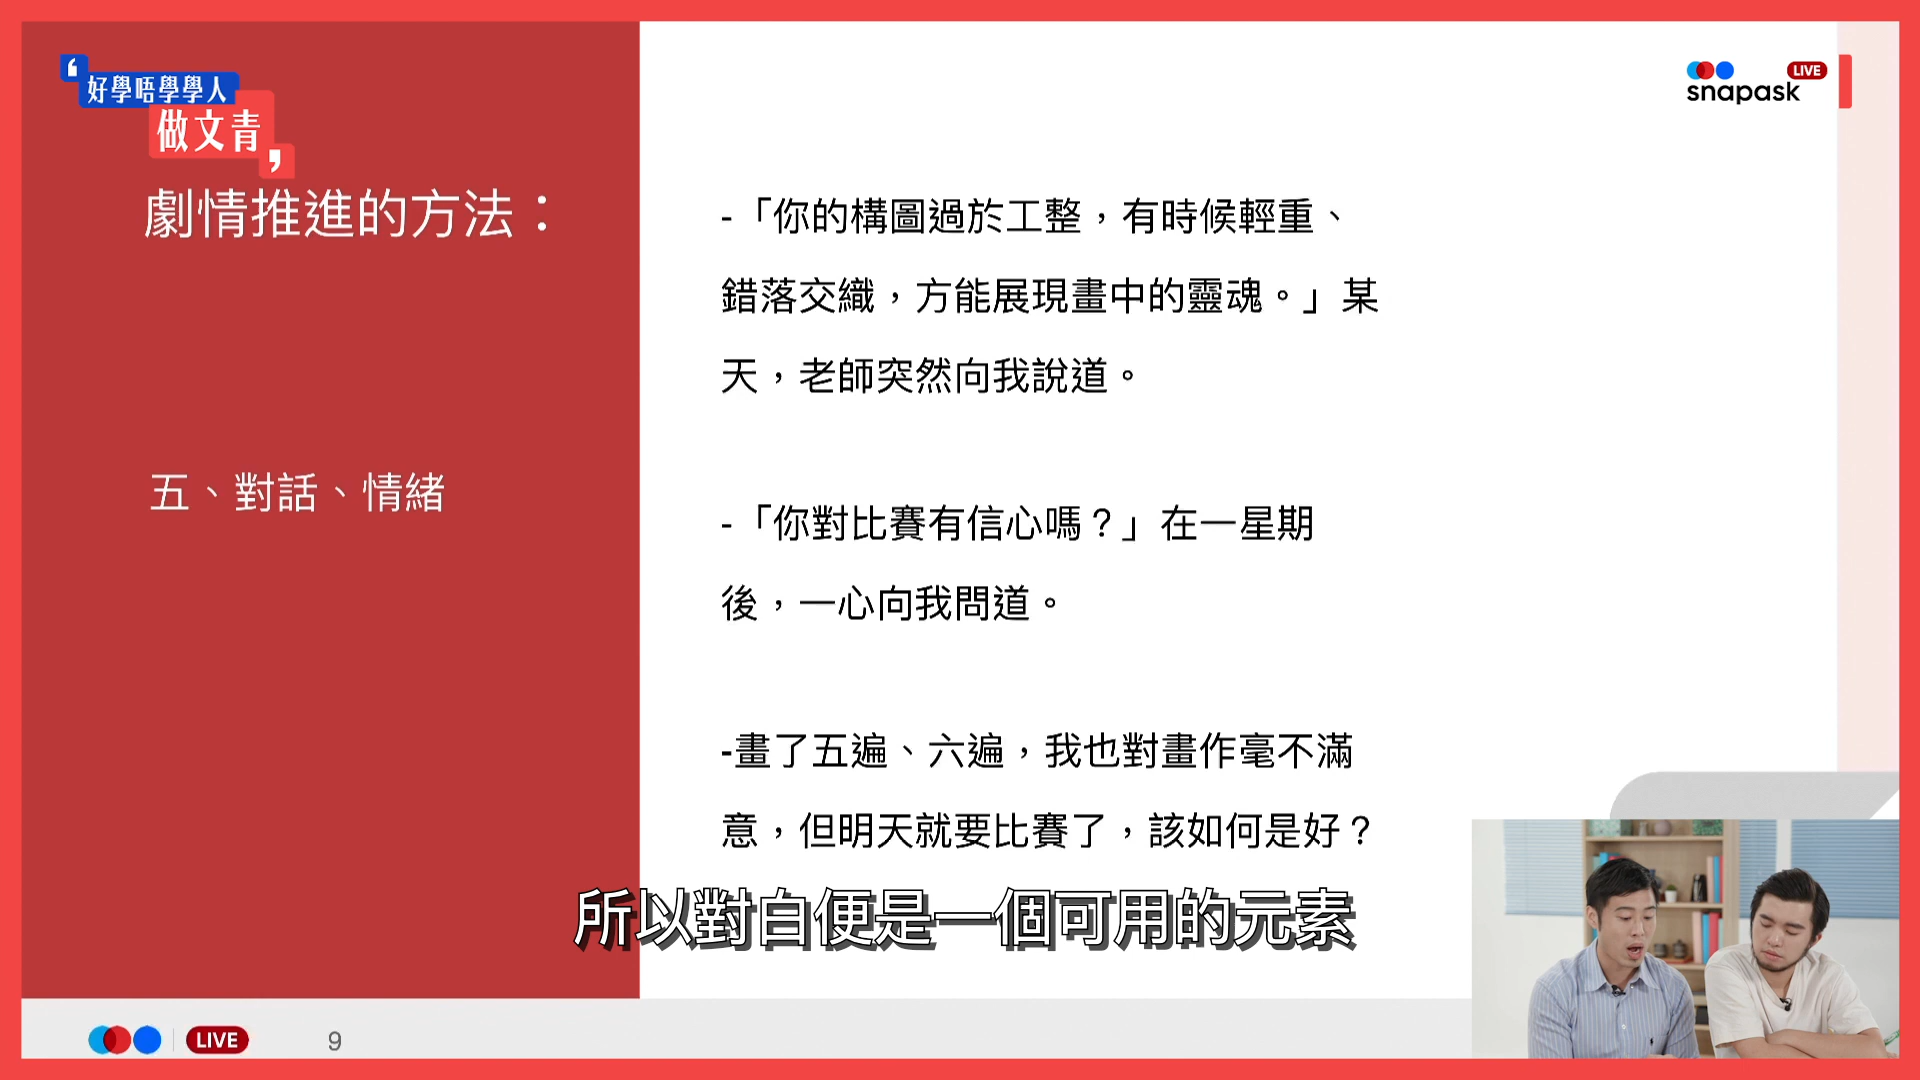 好學唔學學人
做文青
snapask
LIVE
劇情推進的方法：
五、對話、情緒
-「你的構圖過於工整，有時候輕重、
錯落交織，方能展現畫中的靈魂。」某
天，老師突然向我說道。
-「你對比賽有信心嗎？」在一星期
後，一心向我問道。
-畫了五遍、六遍，我也對畫作毫不滿
意，但明天就要比賽了，該如何是好？
所以對白便是一個可用的元素
LIVE
9